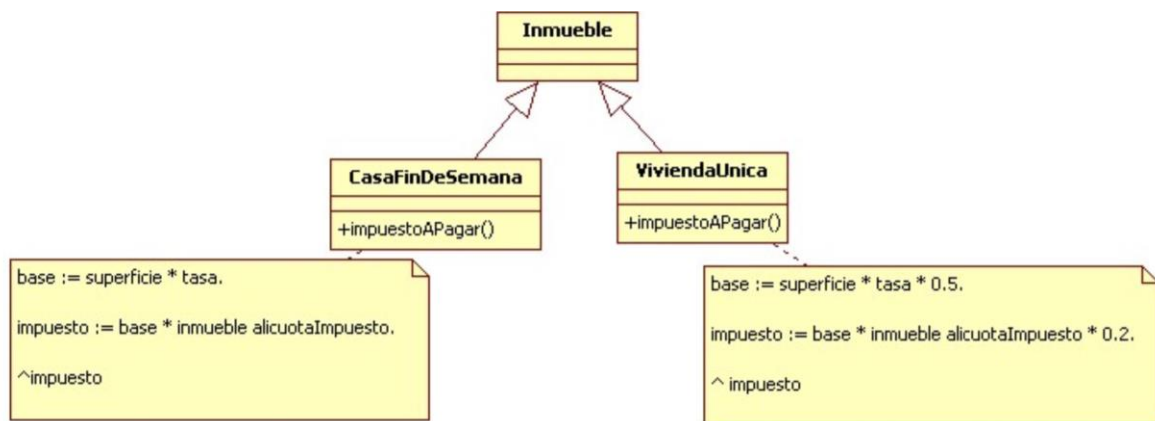 Inmueble
CasaFinDeSemana
+impuestoAPagar()
ViviendaUnica
+impuestoAPagar()
base := superficie * tasa.
impuesto := base * inmueble alicuotaImpuesto.
^impuesto
base := superficie * tasa * 0.5.
impuesto := base * inmueble alicuotaImpuesto * 0.2.
^ impuesto